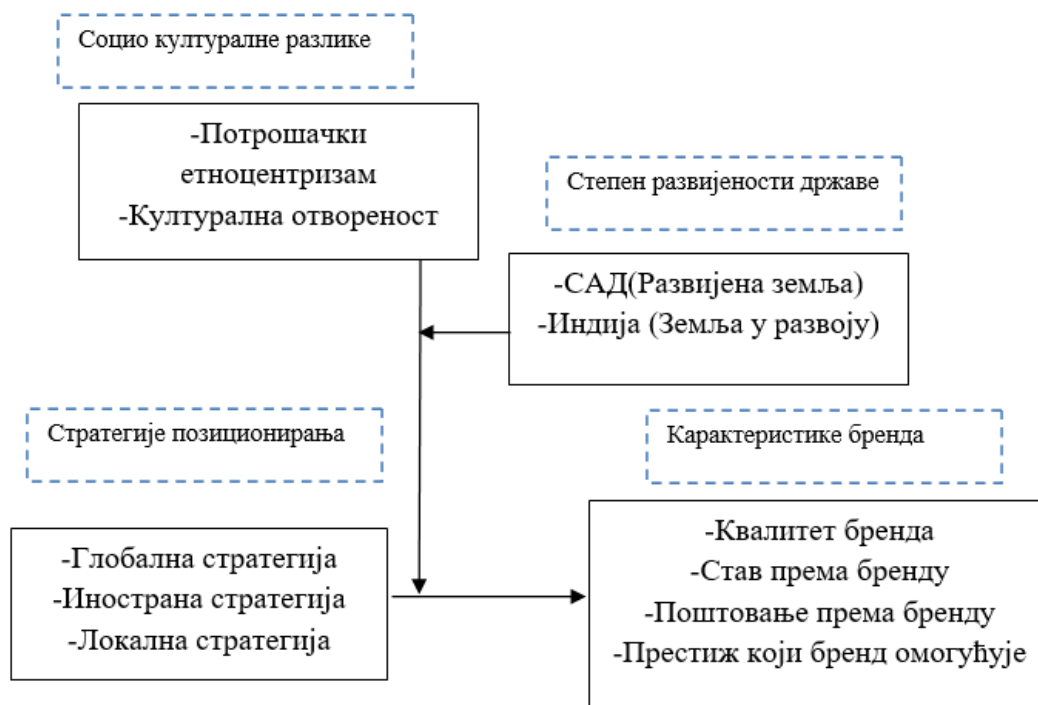 Социо културалне разлике
-Потрошачки
етноцентризам
-Културална отвореност
Степен развијености државе
-САД(Развијена земља)
-Индија (Земља у развоју)
Стратегије позиционирања
-Глобална стратегија
-Инострана стратегија
-Локална стратегија
Карактеристике бренда
-Квалитет бренда
-Став према бренду
-Поштовање према бренду
-Престиж који бренд омогућује